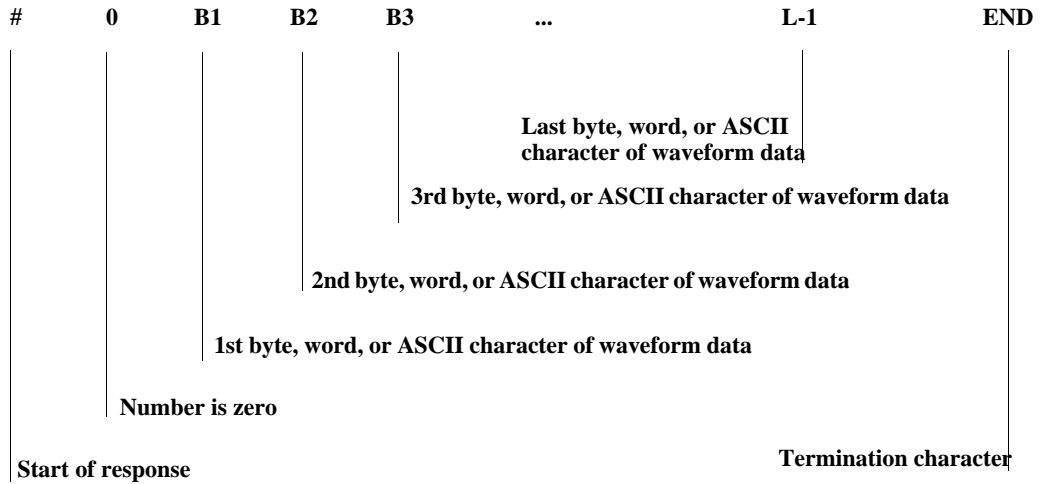 # 0 B1 B2 B3 ... L-1 END
Last byte, word, or ASCII
character of waveform data
3rd byte, word, or ASCII character of waveform data
2nd byte, word, or ASCII character of waveform data
1st byte, word, or ASCII character of waveform data
Number is zero
Termination character
Start of response